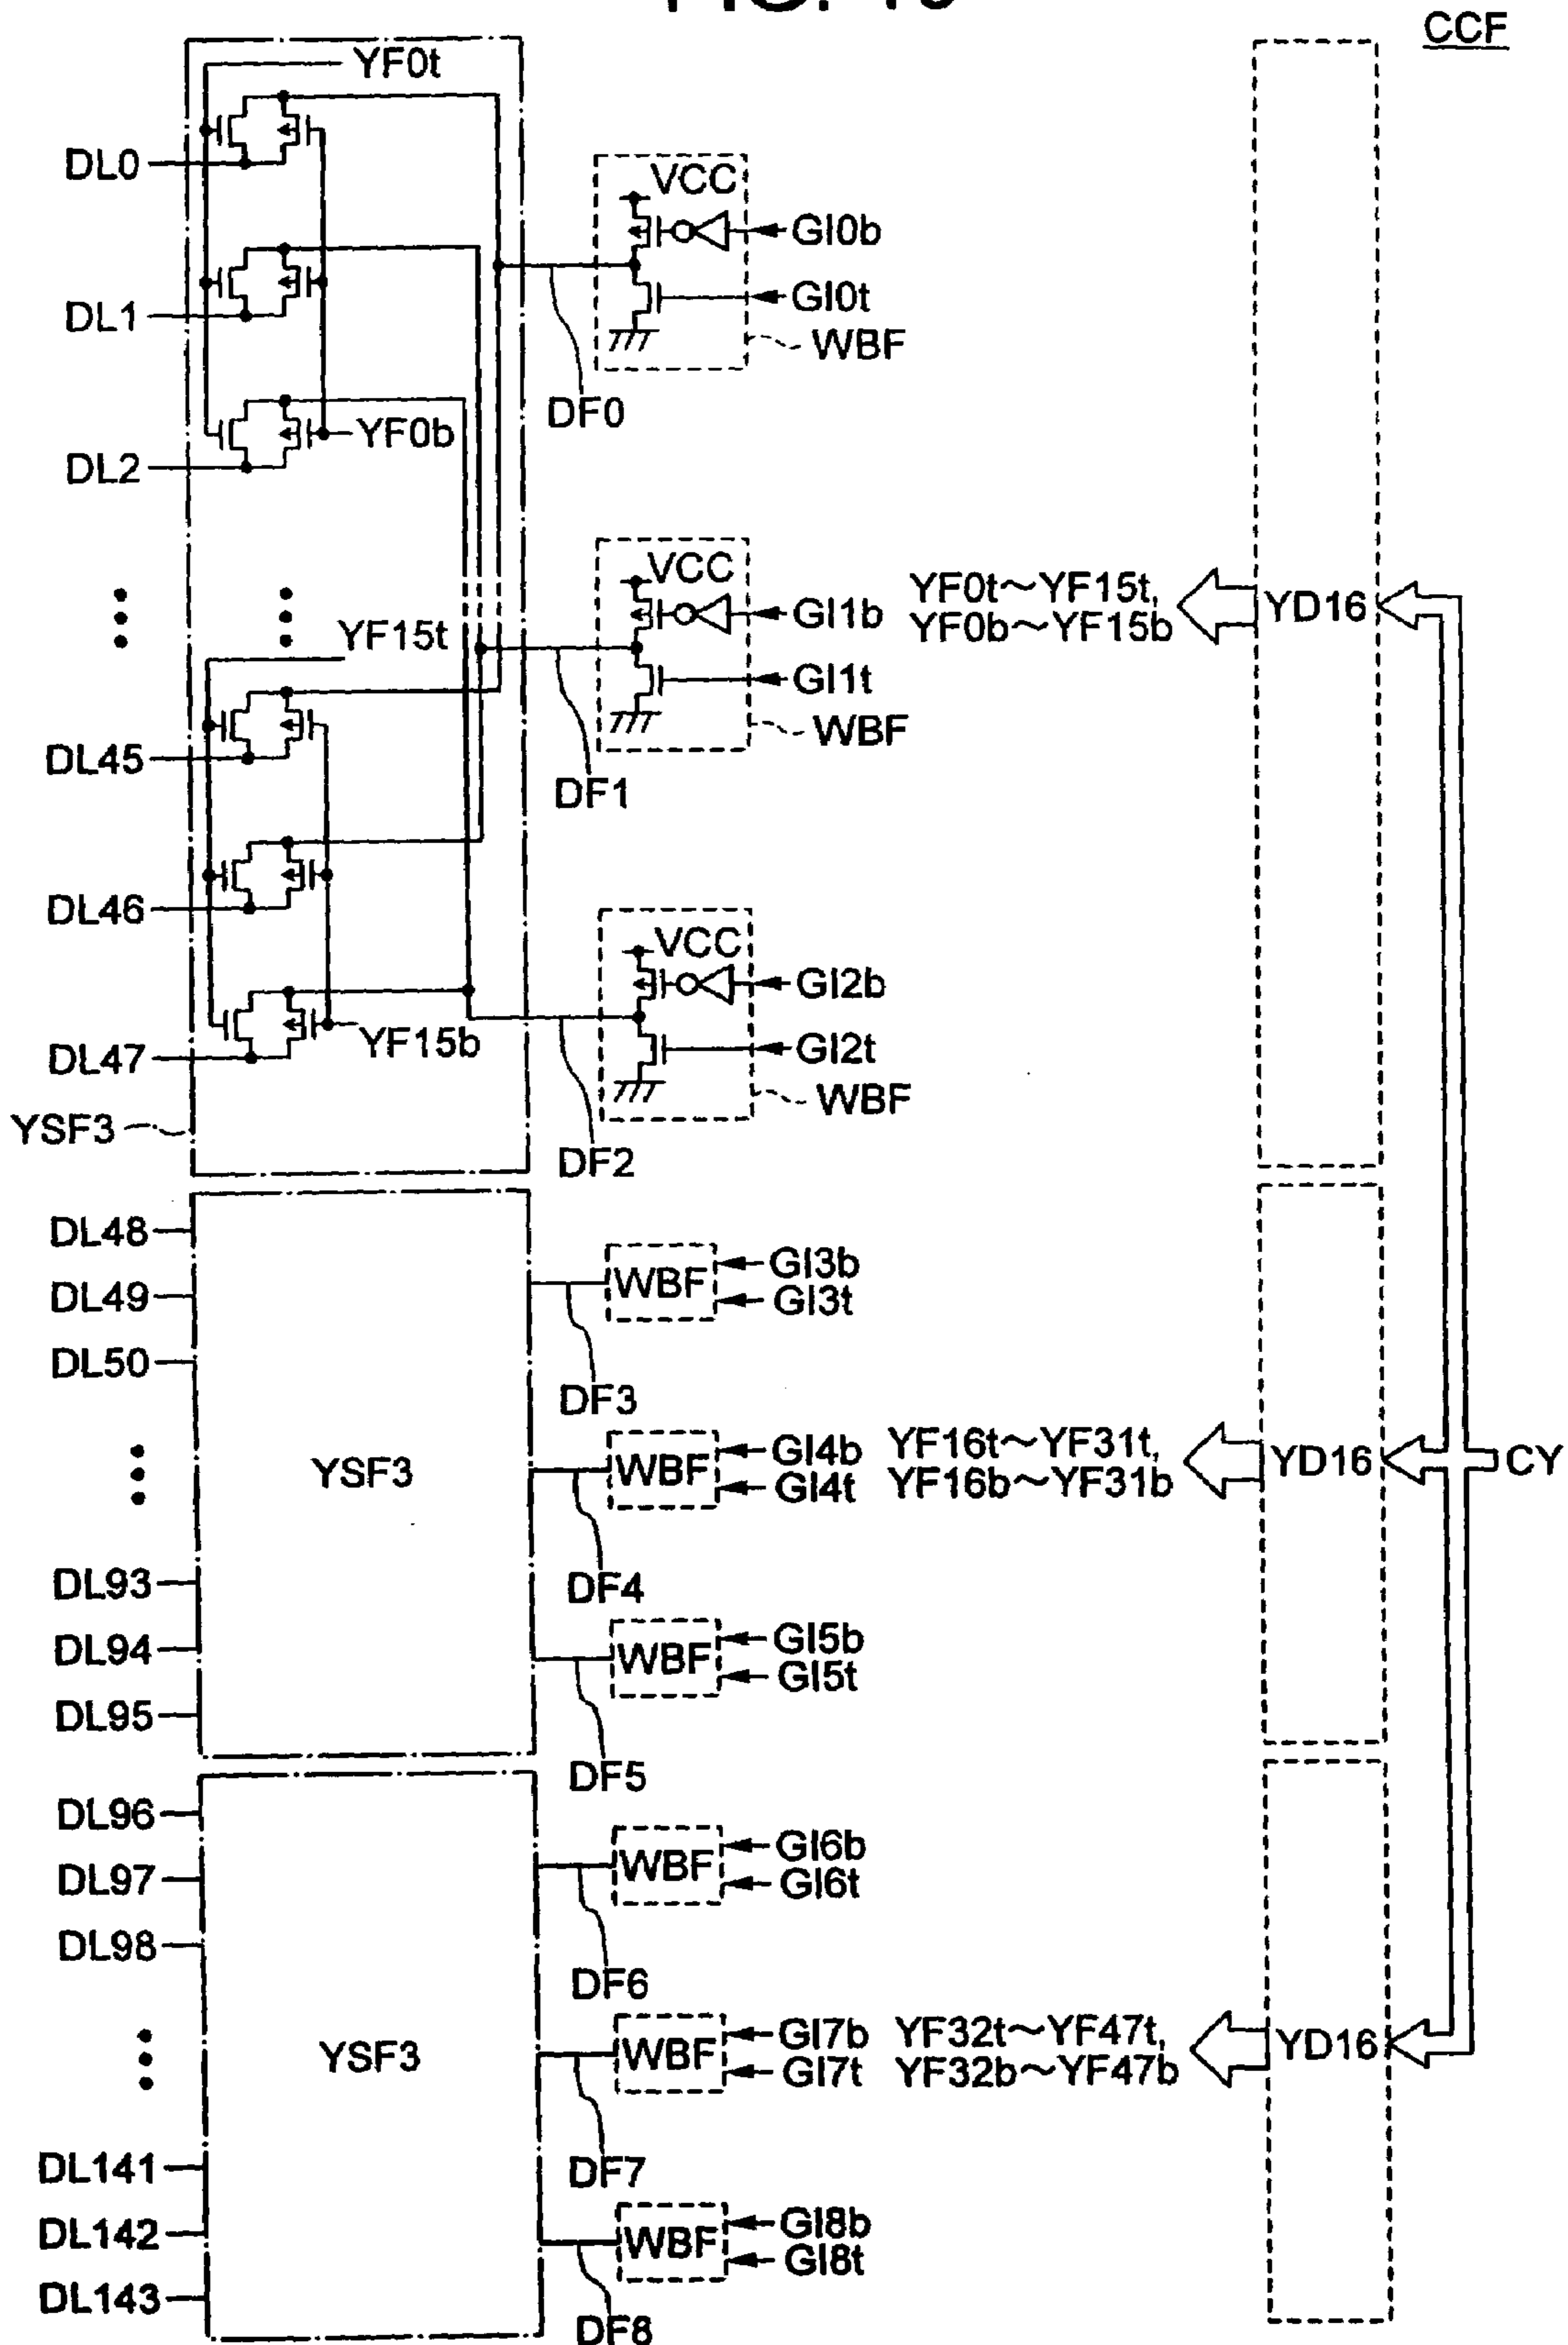 CCF
YF0t
DL0
VCC
GI0b
DL1
GI0t
WBF
DF0
YF0b
DL2
VCC
GI1b
YF0t~YF15t,
YF0b~YF15b
YD16
YF15t
GI1t
WBF
DL45
DF1
DL46
VCC
GI2b
YF15b
GI2t
DL47
WBF
YSF3
DF2
DL48
GI3b
WBF
DL49
GI3t
DL50
DF3
YSF3
WBF
GI4b
GI4t
YF16t~YF31t,
YF16b~YF31b
YD16
CY
DL93
DF4
DL94
WBF
GI5b
GI5t
DL95
DF5
DL96
GI6b
WBF
DL97
GI6t
DL98
DF6
YSF3
WBF
GI7b
GI7t
YF32t~YF47t,
YF32b~YF47b
YD16
DL141
DF7
DL142
WBF
GI8b
GI8t
DL143
DF8